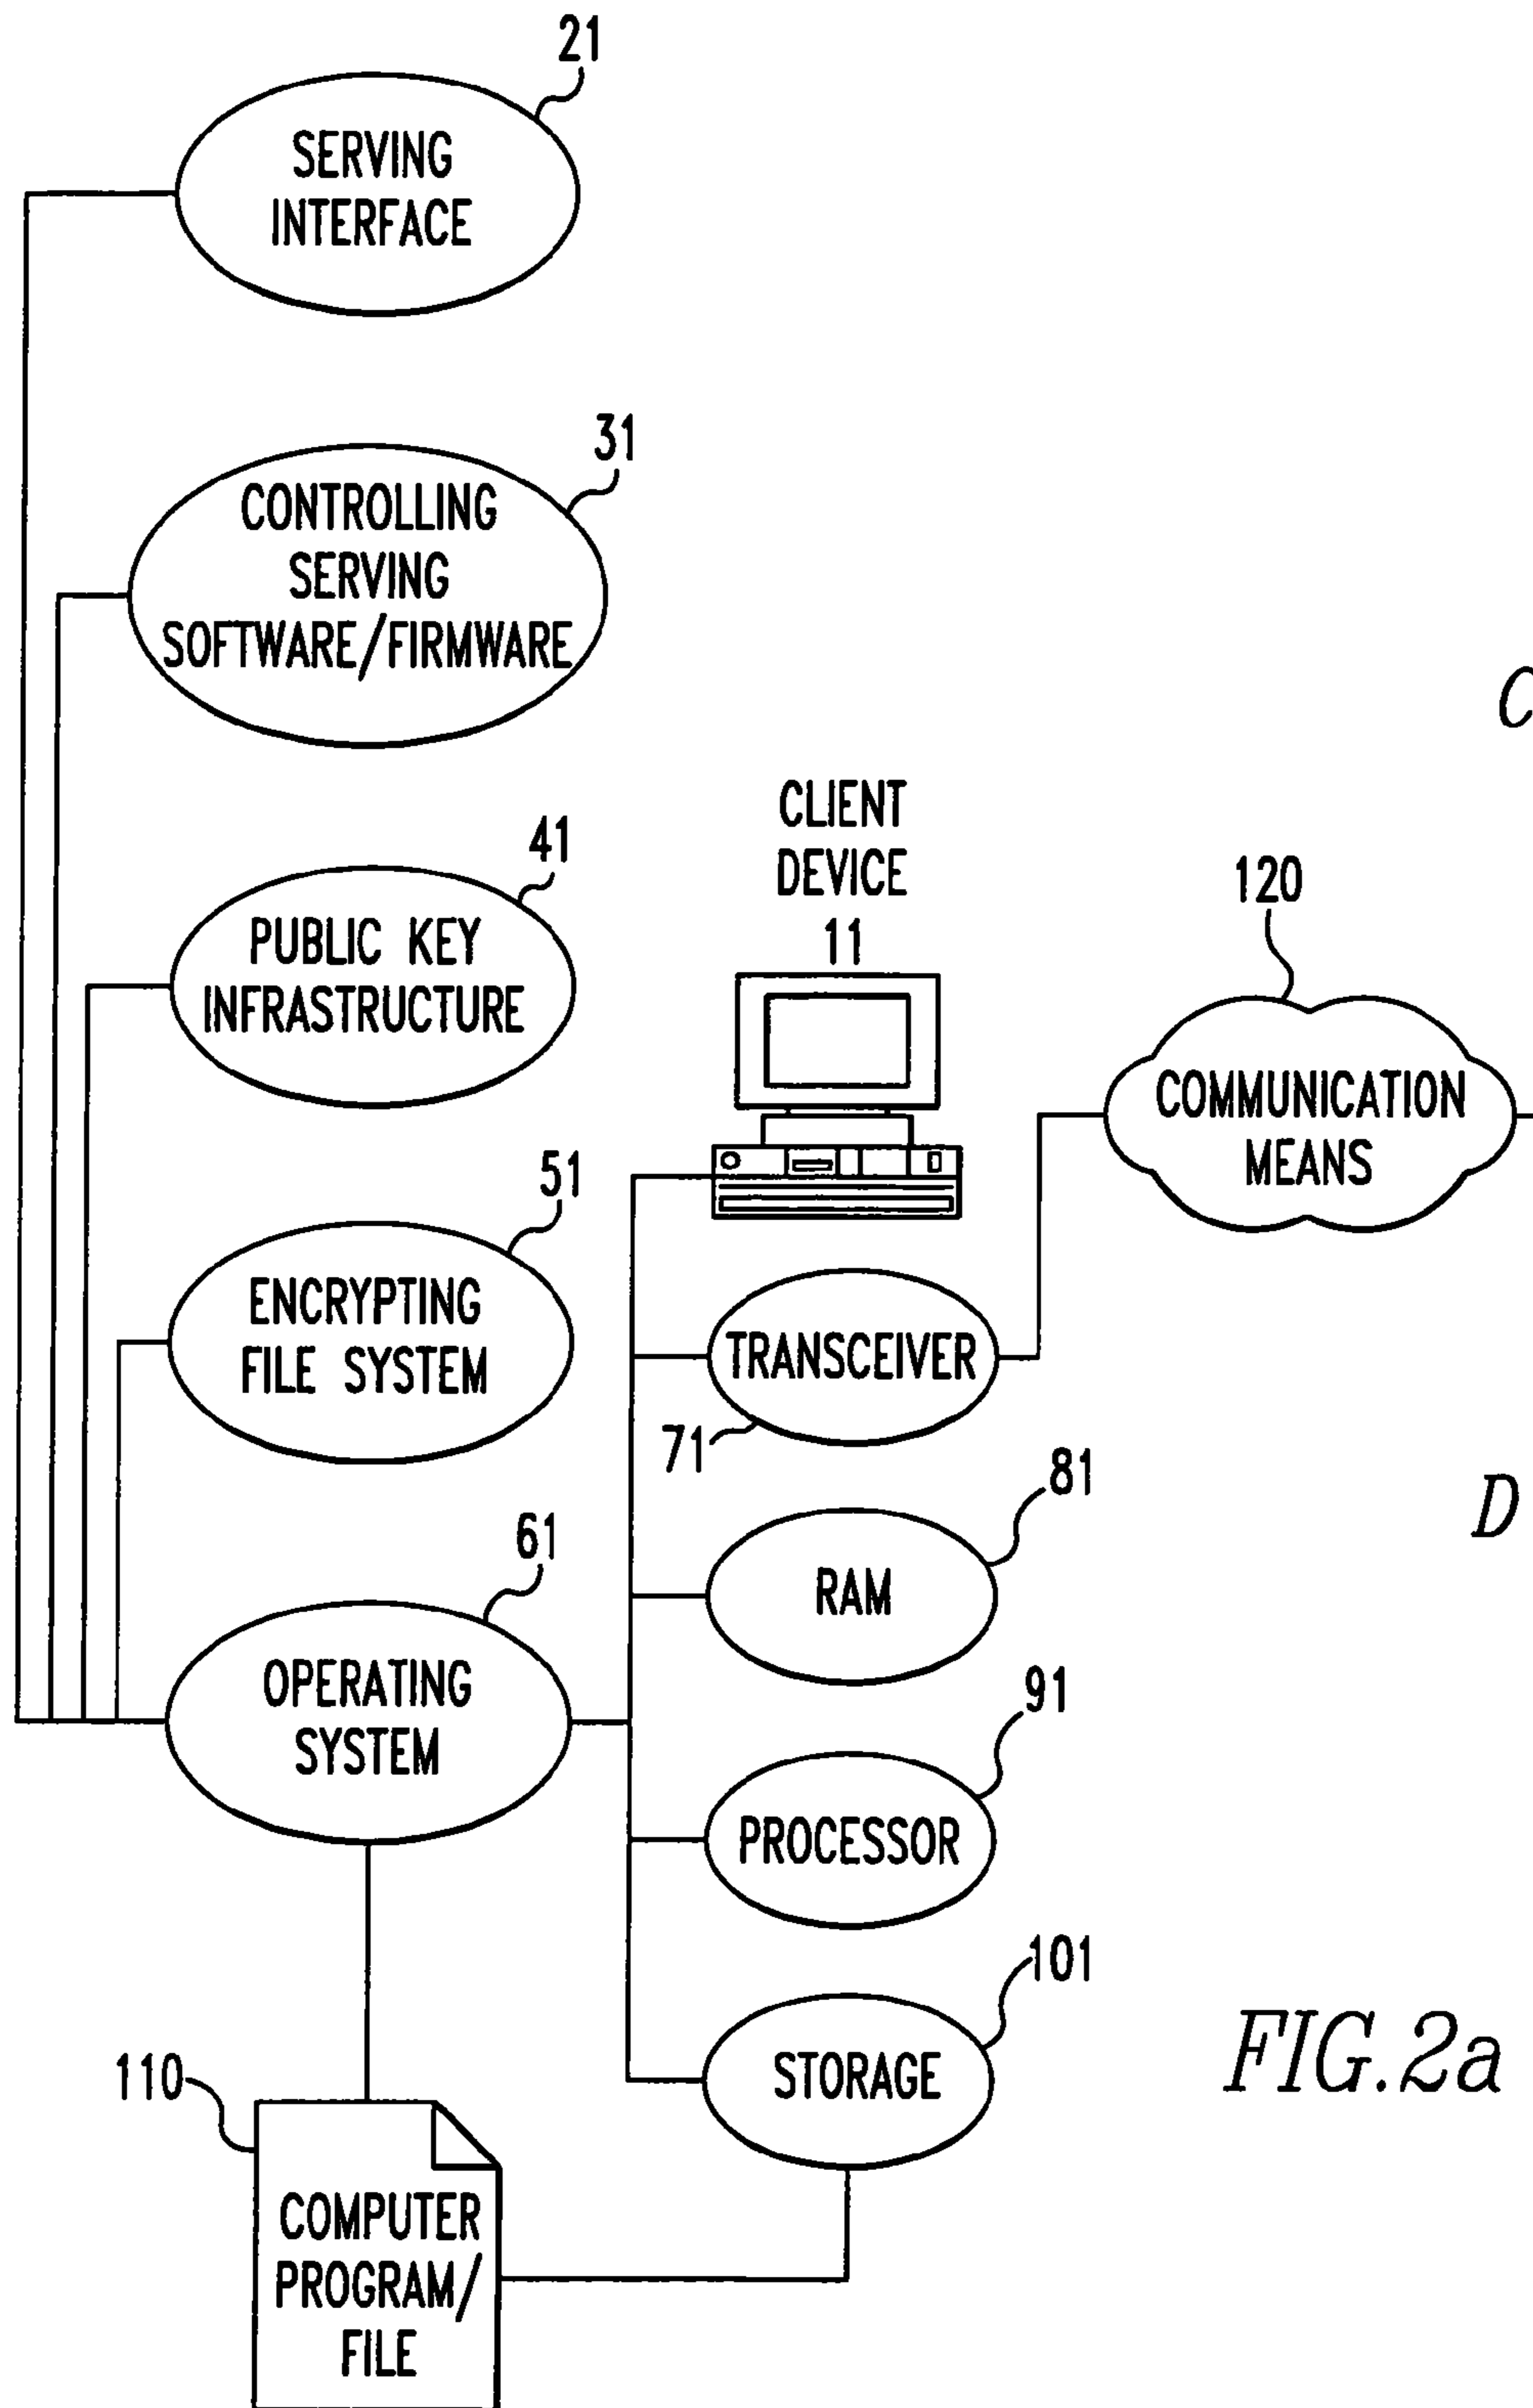 21
SERVING
INTERFACE
31
CONTROLLING
SERVING
SOFTWARE/FIRMWARE
C
CLIENT
DEVICE
11
41
PUBLIC KEY
INFRASTRUCTURE
120
COMMUNICATION
MEANS
51
ENCRYPTING
FILE SYSTEM
TRANSCEIVER
71
81
RAM
D
61
OPERATING
SYSTEM
91
PROCESSOR
101
STORAGE
FIG.2a
110
COMPUTER
PROGRAM/
FILE